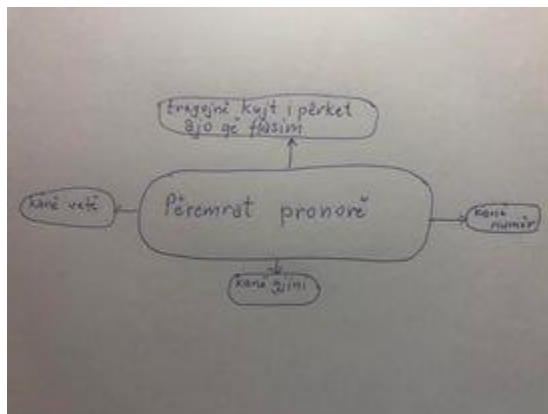 tregojnë kujt i përket
ajo që flasim
kanë vetë
Përemrat pronorë
kanë
numër
kanë gjini